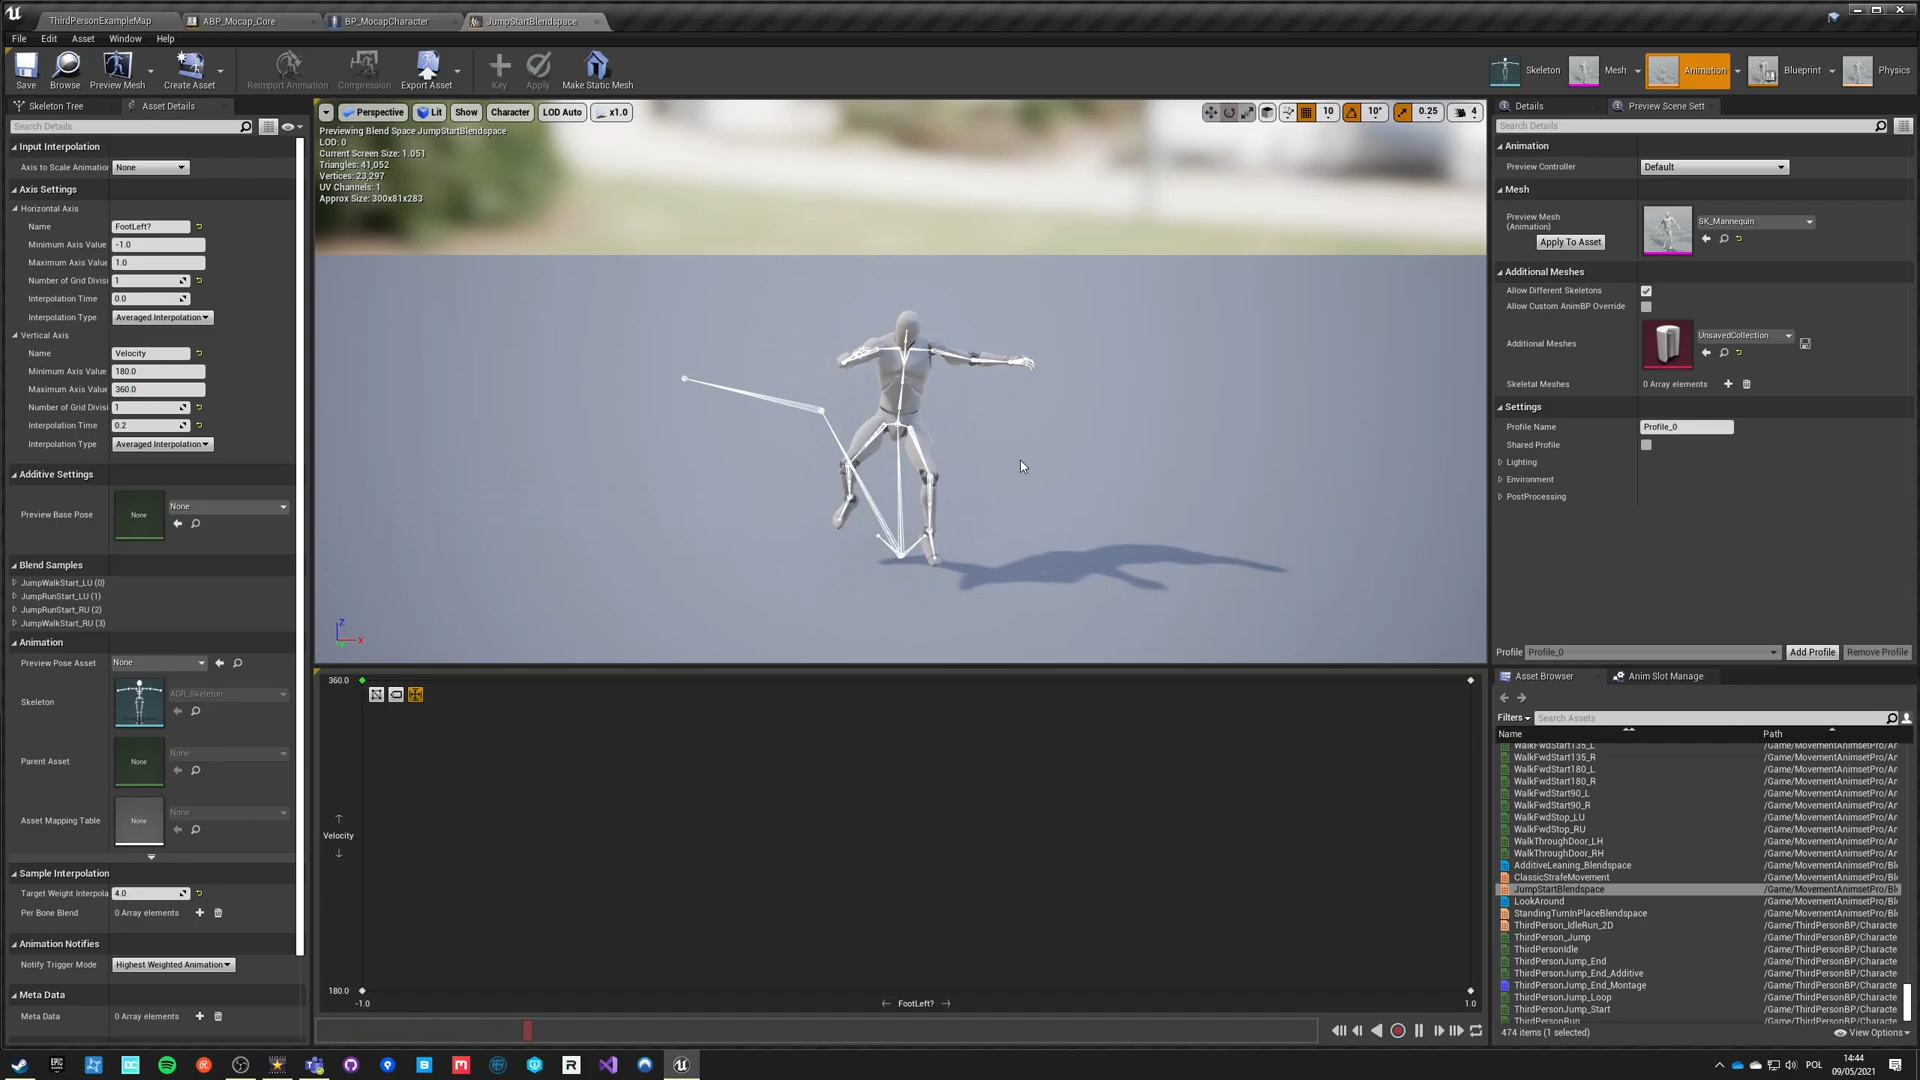 ThirdPersonExampleMap
ABP_Mocap_Core
BP_MocapCharacter
JumpStartBlendspace
File Edit Asset Window Help
Save
Browse
Preview Mesh
Create Asset
Reimport Animation
Compression
Export Asset
Key
Apply
Make Static Mesh
Skeleton
Mesh
Animation
Blueprint
Physics
Skeleton Tree
Asset Details
Search Details
Input Interpolation
Axis to Scale Animation None
Axis Settings
Horizontal Axis
Name FootLeft?
Minimum Axis Value -1.0
Maximum Axis Value 1.0
Number of Grid Divisi 1
Interpolation Time 0.0
Interpolation Type Averaged Interpolation
Vertical Axis
Name Velocity
Minimum Axis Value 180.0
Maximum Axis Value 360.0
Number of Grid Divisi 1
Interpolation Time 0.2
Interpolation Type Averaged Interpolation
Additive Settings
Preview Base Pose None None
Blend Samples
JumpWalkStart_LU (0)
JumpRunStart_LU (1)
JumpRunStart_RU (2)
JumpWalkStart_RU (3)
Animation
Preview Pose Asset None
Skeleton AGR_Skeleton
Parent Asset None None
Asset Mapping Table None None
Sample Interpolation
Target Weight Interpola 4.0
Per Bone Blend 0 Array elements
Animation Notifies
Notify Trigger Mode Highest Weighted Animation
Meta Data
Meta Data 0 Array elements
Perspective Lit Show Character LOD Auto x1.0
10 10° 0.25 4
Previewing Blend Space JumpStartBlendspace
LOD: 0
Current Screen Size: 1.051
Triangles: 41,052
Vertices: 23,297
UV Channels: 1
Approx Size: 300x81x283
Z
X
360.0
Velocity
180.0
-1.0 FootLeft? 1.0
Details
Preview Scene Sett
Search Details
Animation
Preview Controller Default
Mesh
Preview Mesh
(Animation)
Apply To Asset
SK_Mannequin
Additional Meshes
Allow Different Skeletons
Allow Custom AnimBP Override
Additional Meshes UnsavedCollection
Skeletal Meshes 0 Array elements
Settings
Profile Name Profile_0
Shared Profile
Lighting
Environment
PostProcessing
Profile Profile_0 Add Profile Remove Profile
Asset Browser
Anim Slot Manage
Filters Search Assets
Name Path
WalkFwdStart135_L /Game/MovementAnimsetPro/An
WalkFwdStart135_R /Game/MovementAnimsetPro/An
WalkFwdStart180_L /Game/MovementAnimsetPro/An
WalkFwdStart180_R /Game/MovementAnimsetPro/An
WalkFwdStart90_L /Game/MovementAnimsetPro/An
WalkFwdStart90_R /Game/MovementAnimsetPro/An
WalkFwdStop_LU /Game/MovementAnimsetPro/An
WalkFwdStop_RU /Game/MovementAnimsetPro/An
WalkThroughDoor_LH /Game/MovementAnimsetPro/An
WalkThroughDoor_RH /Game/MovementAnimsetPro/An
AdditiveLeaning_Blendspace /Game/MovementAnimsetPro/Ble
ClassicStrafeMovement /Game/MovementAnimsetPro/Ble
JumpStartBlendspace /Game/MovementAnimsetPro/Ble
LookAround /Game/MovementAnimsetPro/Ble
StandingTurnInPlaceBlendspace /Game/MovementAnimsetPro/Ble
ThirdPerson_IdleRun_2D /Game/ThirdPersonBP/Characte
ThirdPerson_Jump /Game/ThirdPersonBP/Characte
ThirdPersonIdle /Game/ThirdPersonBP/Characte
ThirdPersonJump_End /Game/ThirdPersonBP/Characte
ThirdPersonJump_End_Additive /Game/ThirdPersonBP/Characte
ThirdPersonJump_End_Montage /Game/ThirdPersonBP/Characte
ThirdPersonJump_Loop /Game/ThirdPersonBP/Characte
ThirdPersonJump_Start /Game/ThirdPersonBP/Characte
ThirdPersonRun /Game/ThirdPersonBP/Characte
474 items (1 selected) View Options
POL
14:44
09/05/2021